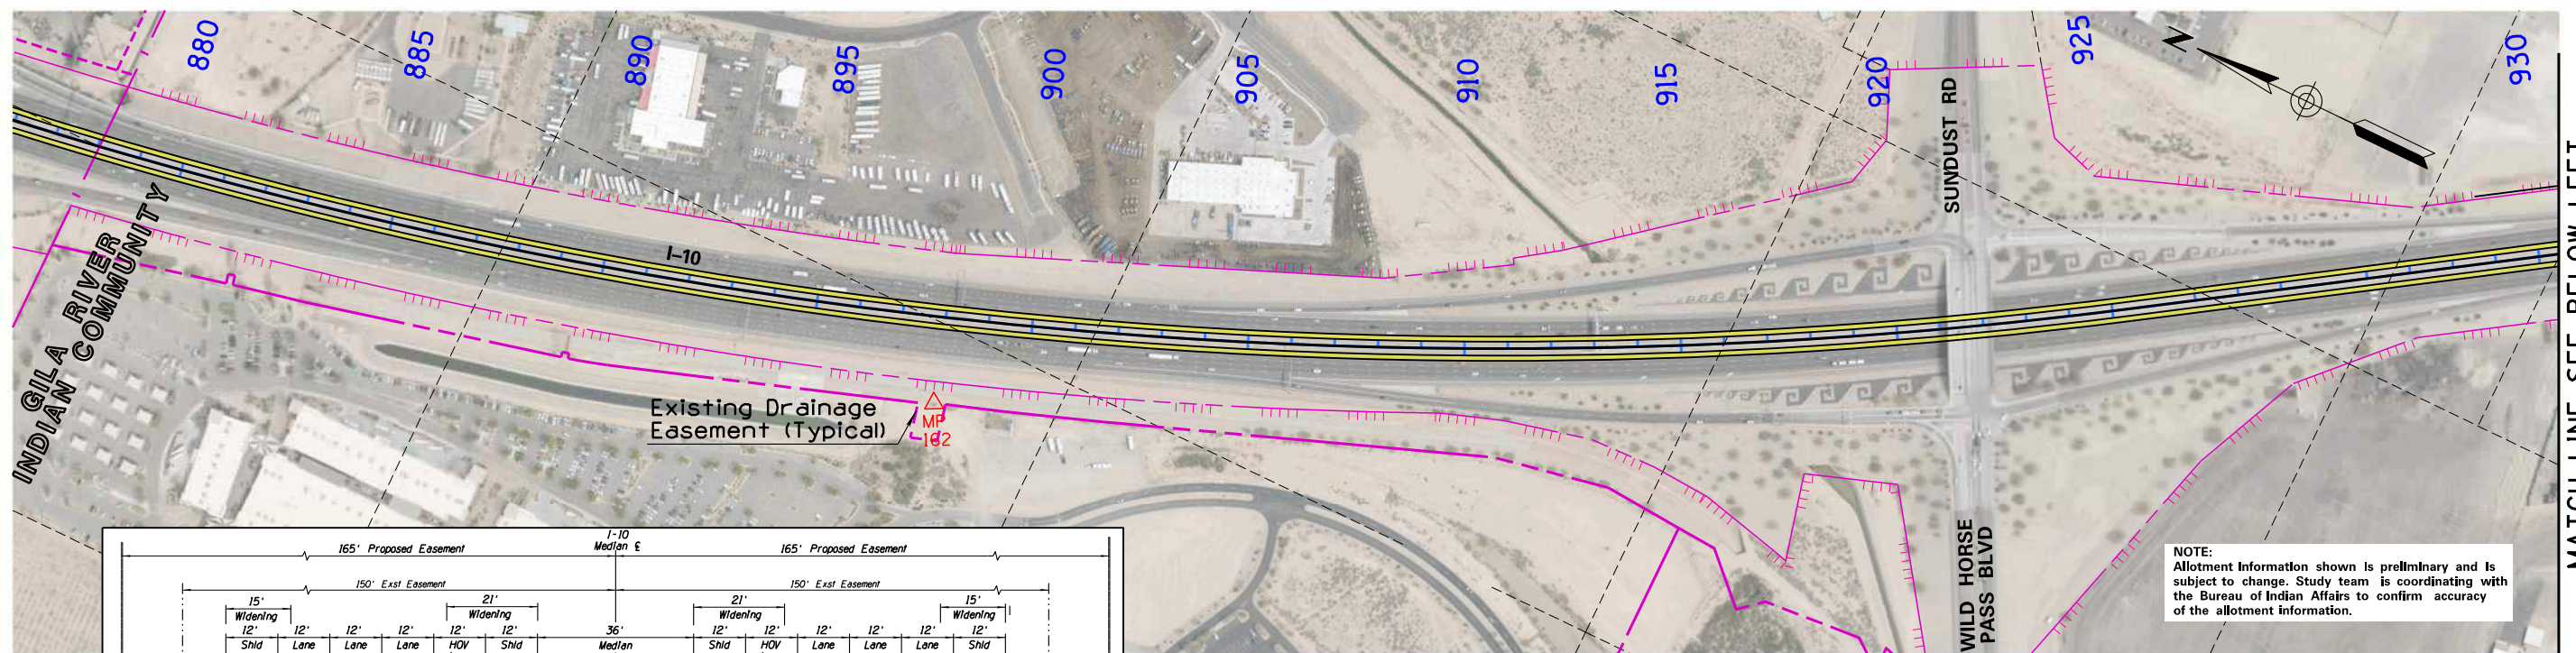 880
885
890
895
900
905
910
915
920
925
930
N
SUNDUST RD
I-10
GILA RIVER
INDIAN COMMUNITY
Existing Drainage
Easement (Typical)
MP
162
WILD HORSE
PASS BLVD
MATCH LINE SEE BELOW LEFT
NOTE:
Allotment Information shown is preliminary and is
subject to change. Study team is coordinating with
the Bureau of Indian Affairs to confirm accuracy
of the allotment information.
I-10
Median ℄
165' Proposed Easement
165' Proposed Easement
150' Exst Easement
150' Exst Easement
15'
Widening
21'
Widening
21'
Widening
15'
Widening
12' 12' 12' 12' 12' 12' 36' 12' 12' 12' 12' 12' 12'
Shld Lane Lane Lane HOV Shld Median Shld HOV Lane Lane Lane Shld